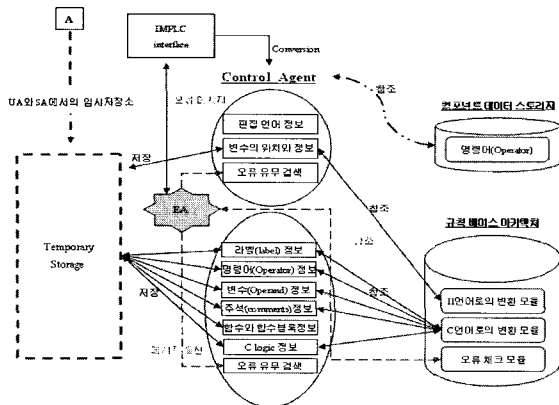 A
IMPLC
interface
Conversion
Control Agent
UA와 SA에서의 임시저장소
참조
컴포넌트 데이터 스토리지
명령어(Operator)
편집 언어 정보
변수의 위치와 정보
오류 유무 검색
저장
EA
참조
규칙 베이스 아키텍쳐
Temporary
Storage
라벨(label) 정보
명령어(Operator) 정보
변수(Operand) 정보
주석(comments)정보
함수와 함수블록정보
C logic 정보
오류 유무 검색
저장
참조
IL언어로의 변환 모듈
C언어로의 변환 모듈
오류 체크 모듈